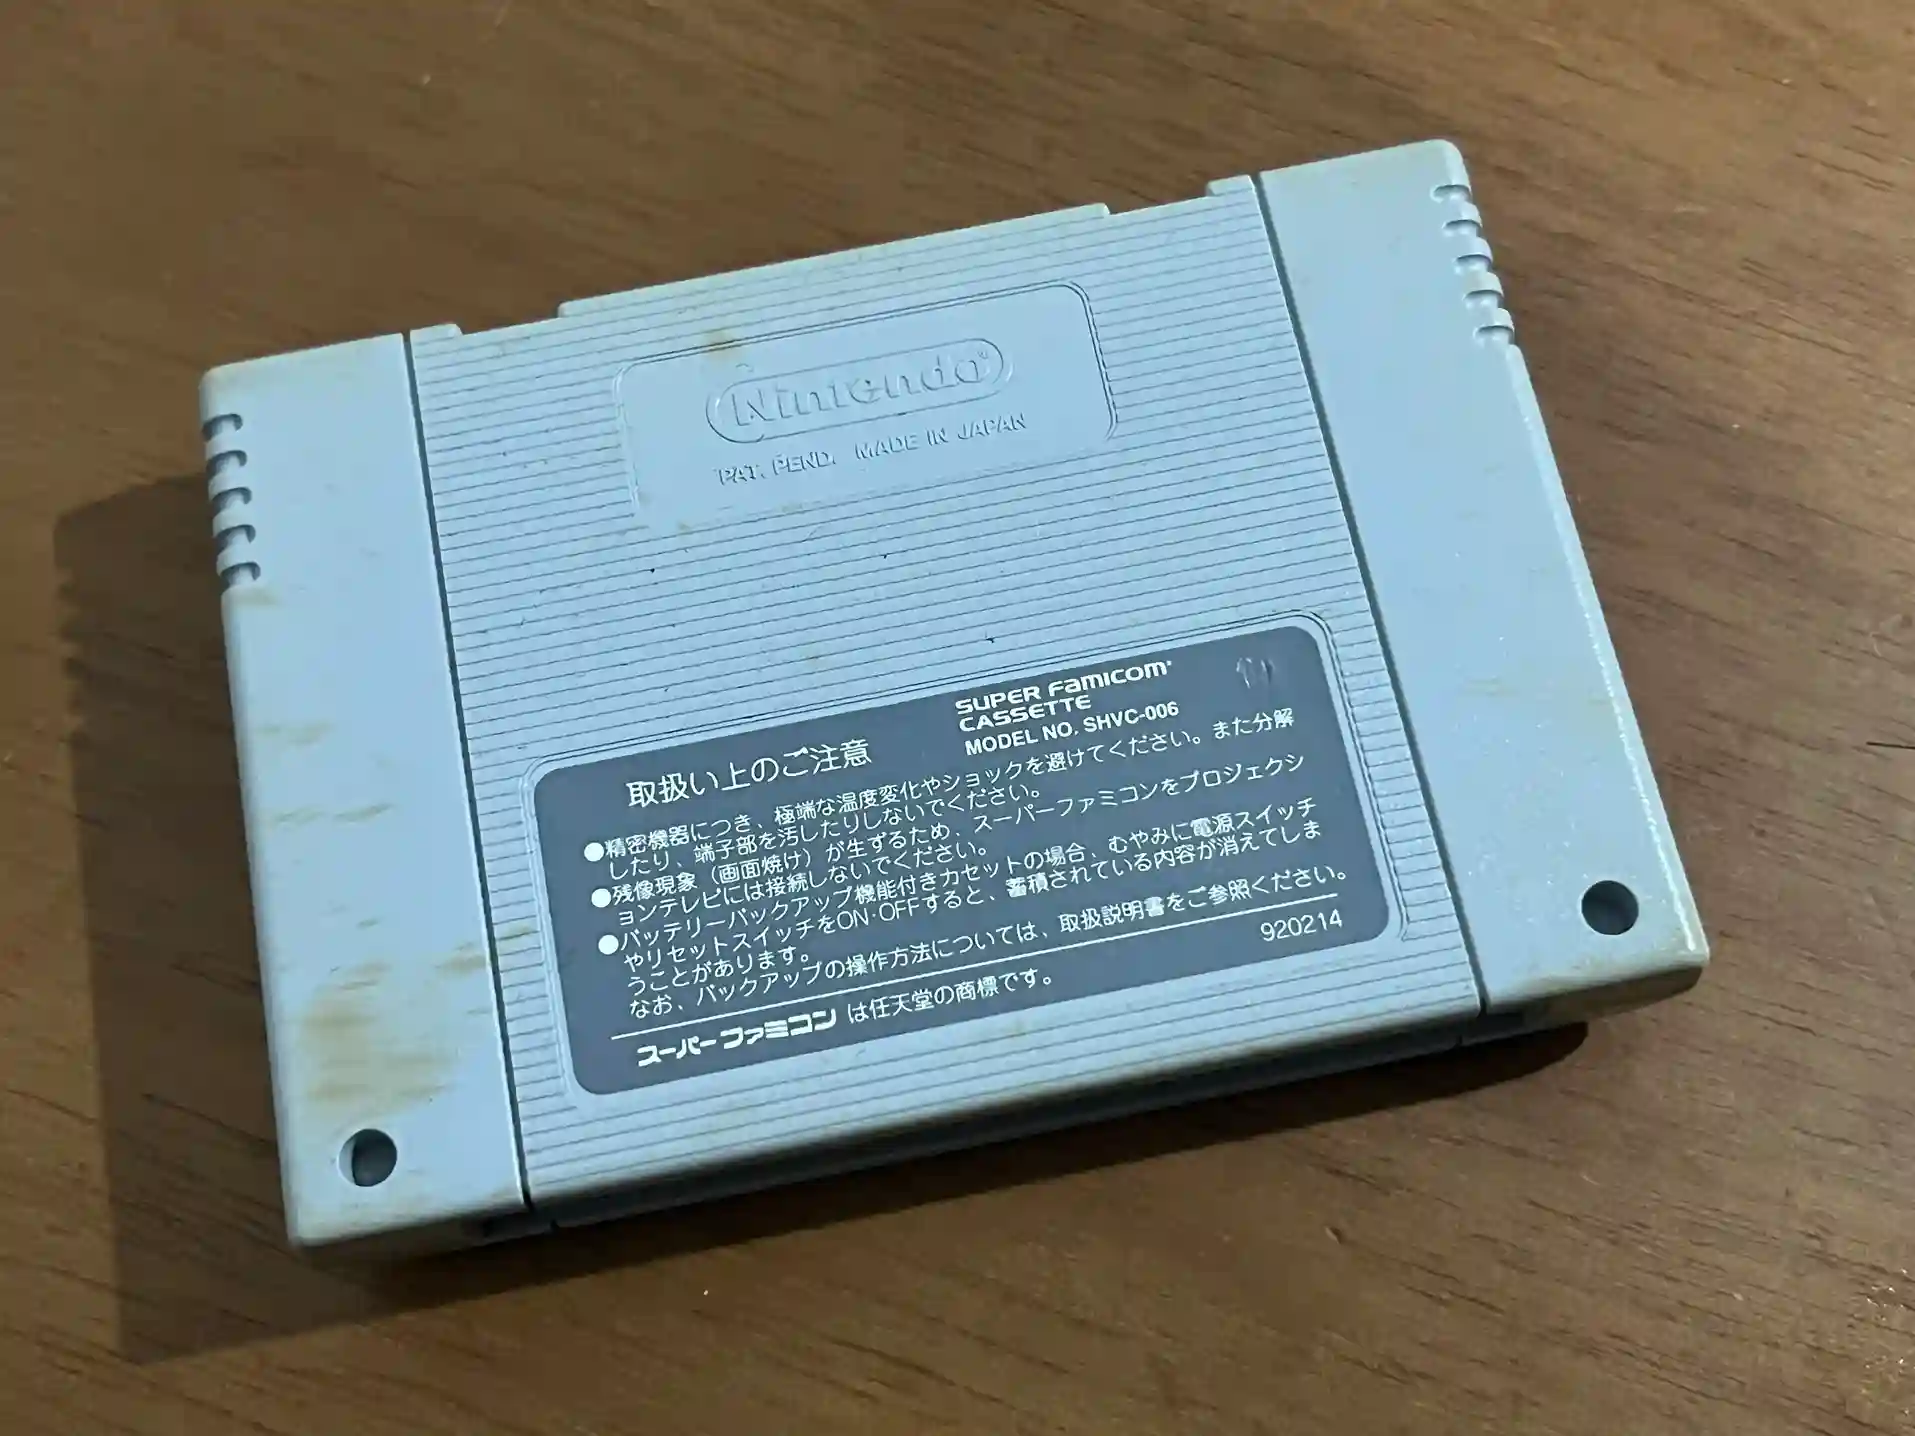 Nintendo®
PAT. PEND. MADE IN JAPAN
SUPER FAMICOM
CASSETTE
MODEL NO. SHVC-006
取扱い上のご注意
●精密機器につき、極端な温度変化やショックを避けてください。また分解
したり、端子部を汚したりしないでください。
●残像現象（画面焼け）が生ずるため、スーパーファミコンをプロジェクシ
ョンテレビには接続しないでください。
●バッテリーバックアップ機能付きカセットの場合、むやみに電源スイッチ
やリセットスイッチをON・OFFすると、蓄積されている内容が消えてしま
うことがあります。
なお、バックアップの操作方法については、取扱説明書をご参照ください。
スーパーファミコンは任天堂の商標です。
920214